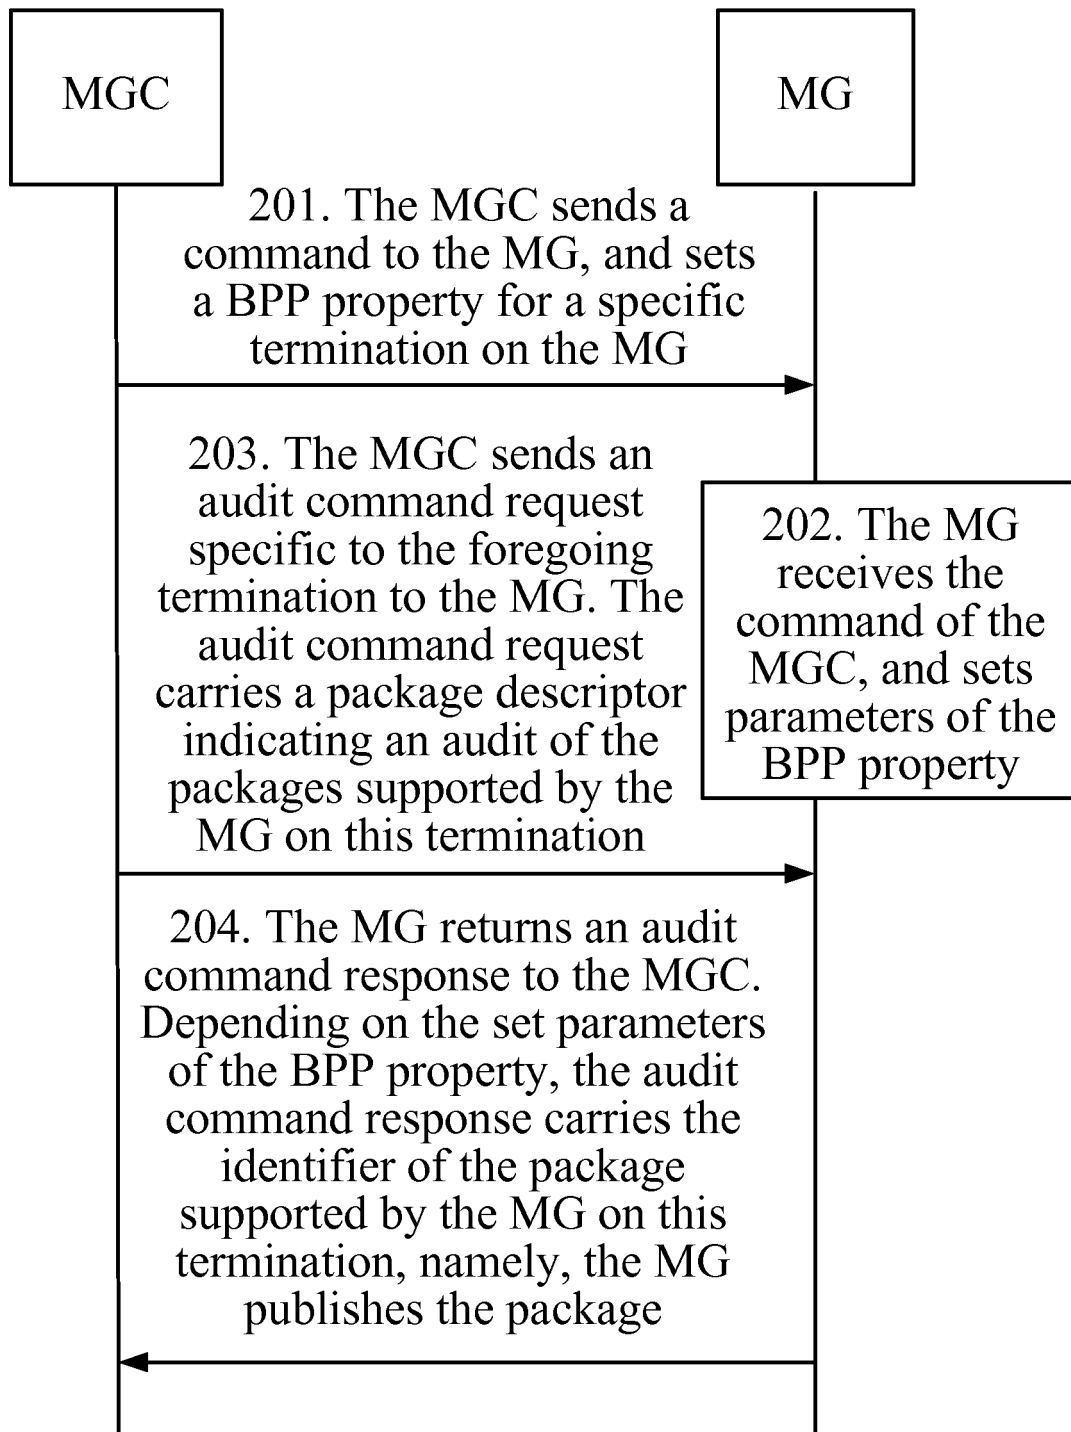 MGC
MG
201. The MGC sends a
command to the MG, and sets
a BPP property for a specific
termination on the MG
203. The MGC sends an
audit command request
specific to the foregoing
termination to the MG. The
audit command request
carries a package descriptor
indicating an audit of the
packages supported by the
MG on this termination
202. The MG
receives the
command of the
MGC, and sets
parameters of the
BPP property
204. The MG returns an audit
command response to the MGC.
Depending on the set parameters
of the BPP property, the audit
command response carries the
identifier of the package
supported by the MG on this
termination, namely, the MG
publishes the package